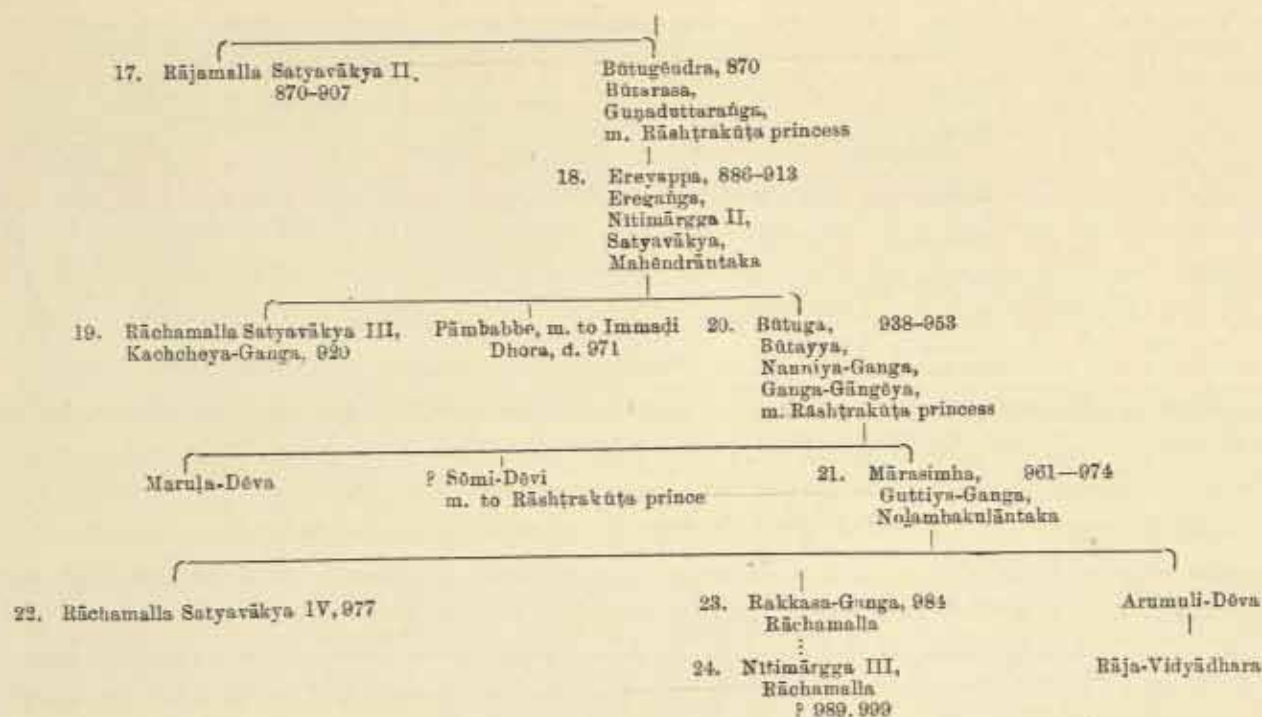 17. Rājamalla Satyavākya II,
870–907
Būtugēndra, 870
Būtarasa,
Guṇaduttaraṅga,
m. Rāshṭrakūṭa princess
18. Ereyappa, 886–913
Eregaṅga,
Nītimārgga II,
Satyavākya,
Mahēndrāntaka
19. Rāchamalla Satyavākya III,
Kachcheya-Ganga, 920
Pāmbabbe, m. to Immaḍi
Dhora, d. 971
20. Būtuga, 938–953
Būtayya,
Nanniya-Ganga,
Ganga-Gāngēya,
m. Rāshṭrakūṭa princess
Maruḷa-Dēva
? Sōmi-Dēvi
m. to Rāshṭrakūṭa prince
21. Mārasimha, 961—974
Guttiya-Ganga,
Noḷambakulāntaka
22. Rāchamalla Satyavākya IV, 977
23. Rakkasa-Ganga, 984
Rāchamalla
Arumuli-Dēva
24. Nītimārgga III,
Rāchamalla
? 989, 999
Rāja-Vidyādhara